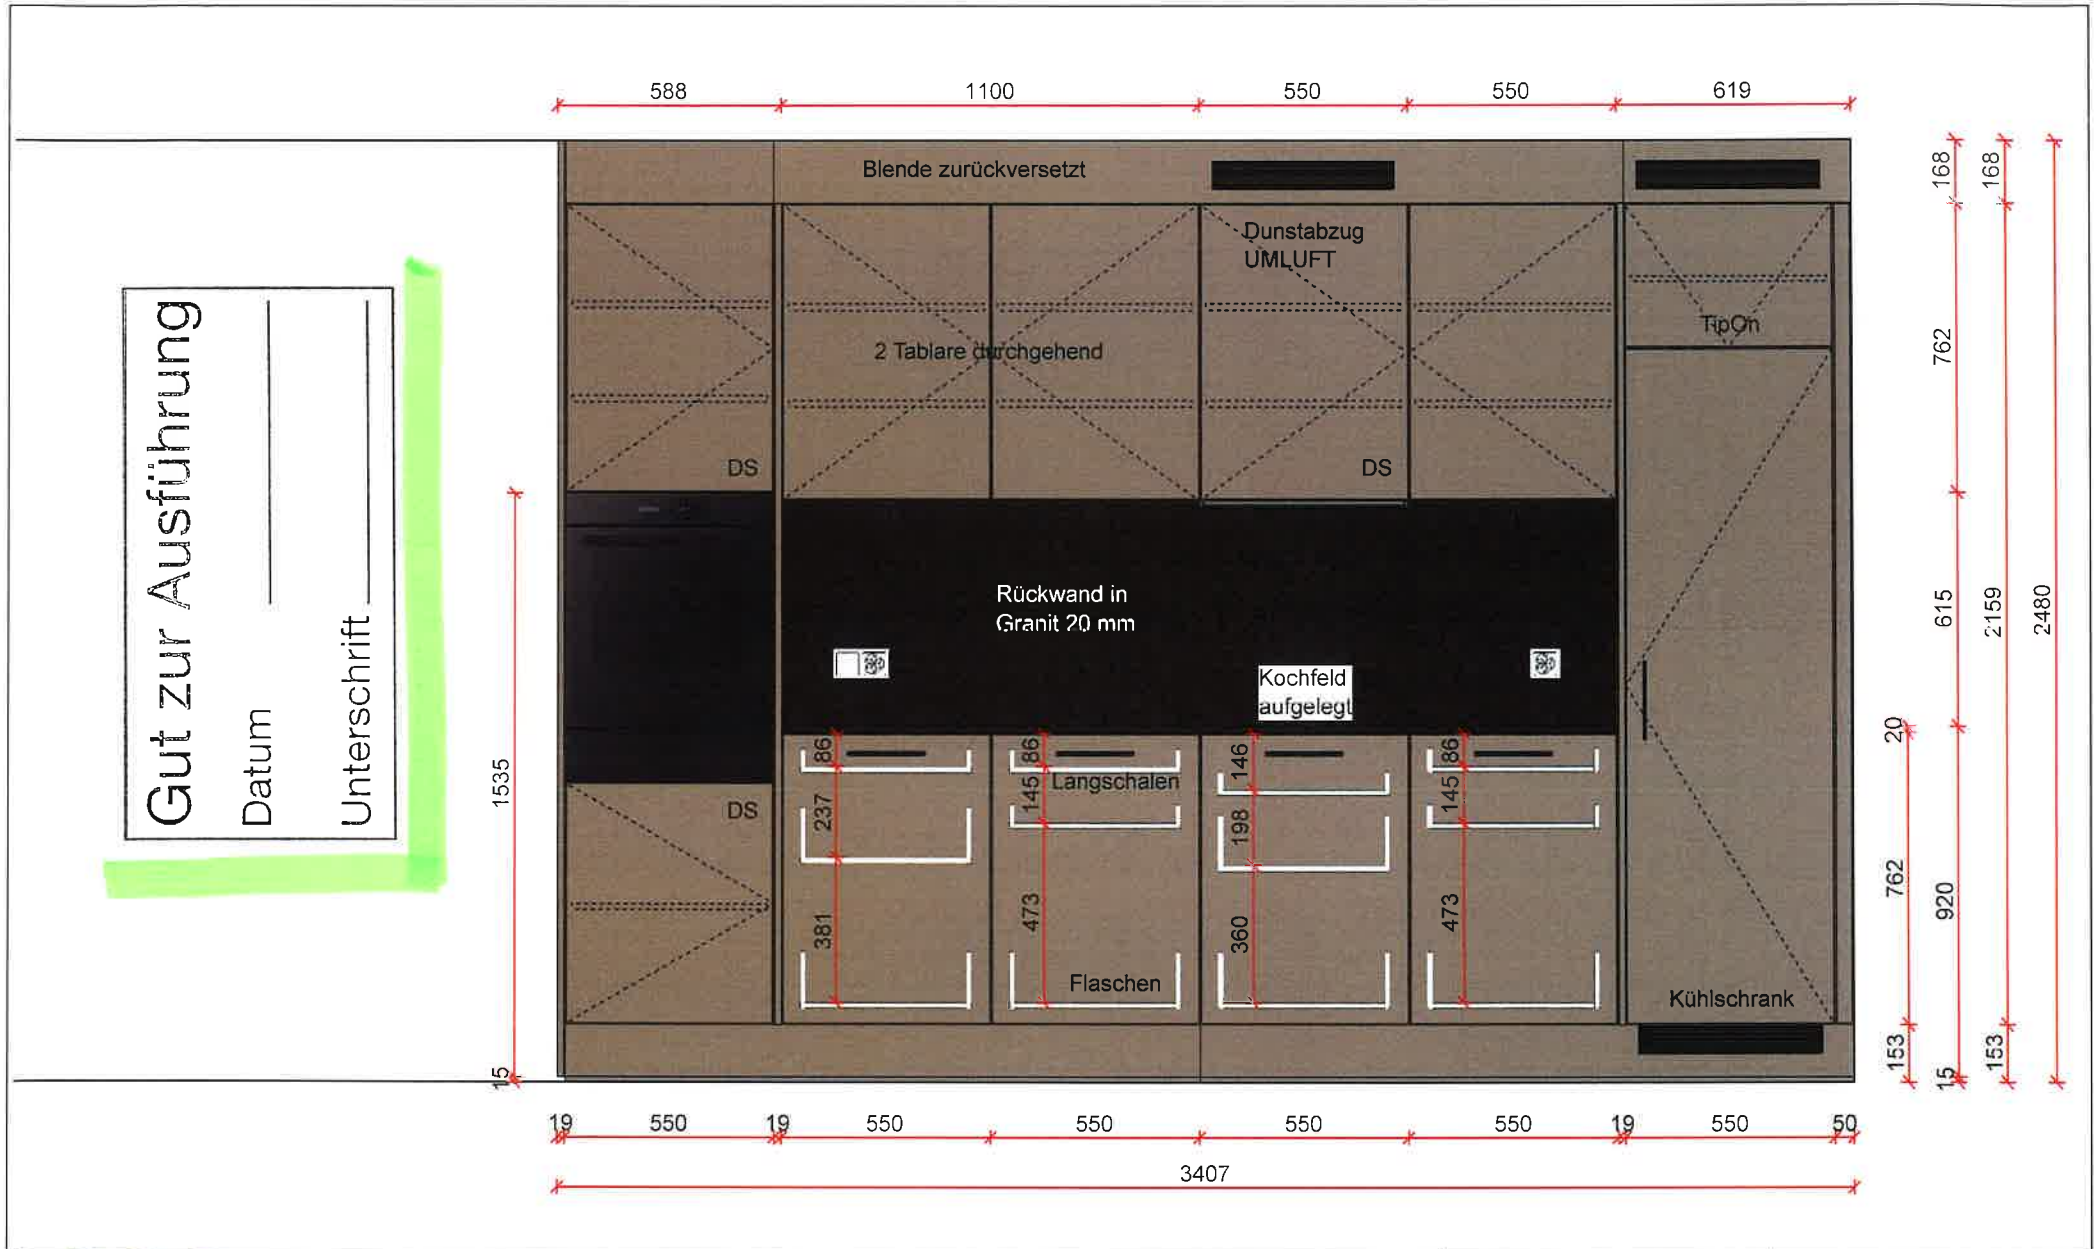 588
1100
550
550
619
Blende zurückversetzt
168
168
Dunstabzug
UMLUFT
TipOn
2 Tablare durchgehend
762
DS
DS
Gut zur Ausführung
Datum
Unterschrift
Rückwand in
Granit 20 mm
615
2159
2480
Kochfeld
aufgelegt
20
1535
86
86
146
86
Langschalen
145
145
237
198
DS
762
920
381
473
360
473
Flaschen
Kühlschrank
153
15
153
15
19
550
19
550
550
550
550
19
550
50
3407